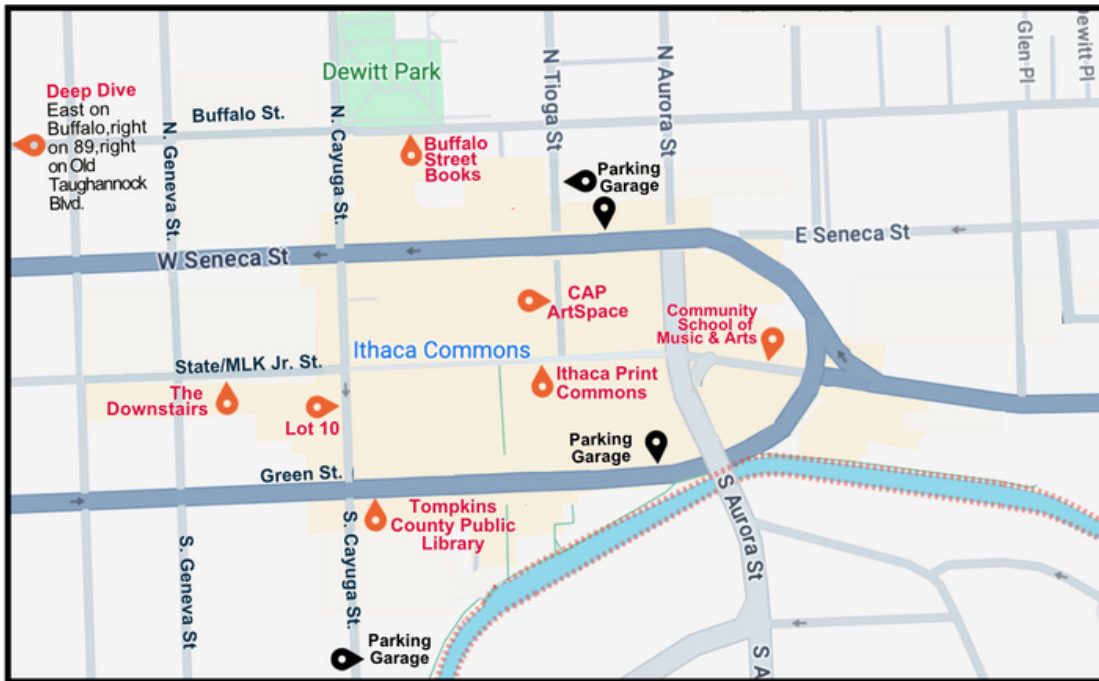 Deep Dive
East on
Buffalo,right
on 89,right
on Old
Taughannock
Blvd.
Buffalo St.
N. Geneva St.
N. Cayuga St.
Dewitt Park
Buffalo
Street
Books
N Tioga St
N Aurora St
Parking
Garage
Glen Pl
Dewitt Pl
E Seneca St
W Seneca St
CAP
ArtSpace
Community
School of
Music & Arts
Ithaca Commons
State/MLK Jr. St.
The
Downstairs
Lot 10
Ithaca Print
Commons
Parking
Garage
Green St.
Tompkins
County Public
Library
S. Geneva St
S. Cayuga St.
S Aurora St
Parking
Garage
S A